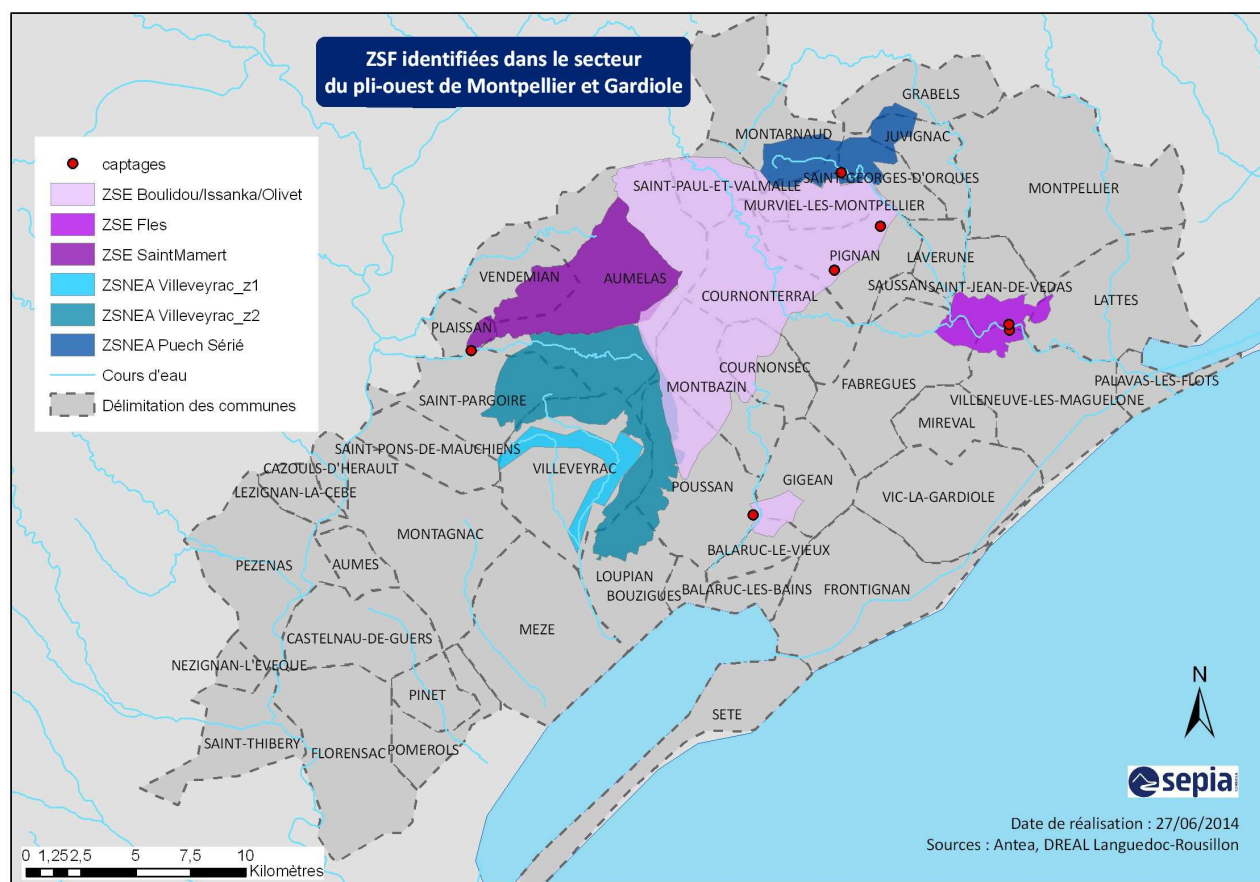 ZSF identifiées dans le secteur
du pli-ouest de Montpellier et Gardiole
captages
ZSE Boulidou/Issanka/Olivet
ZSE Fles
ZSE SaintMamert
ZSNEA Villeveyrac_z1
ZSNEA Villeveyrac_z2
ZSNEA Puech Sérié
Cours d'eau
Délimitation des communes
GRABELS
MONTARNAUD
JUVIGNAC
SAINT-PAUL-ET-VALMALLE
SAINT-GEORGES-D'ORQUES
MONTPELLIER
MURVIEL-LES-MONTPELLIER
VENDEMIAN
AUMELAS
PIGNAN
LAVERUNE
SAUSSAN
SAINT-JEAN-DE-VEDAS
COURNONTERRAL
LATTES
PLAISSAN
COURNONSEC
MONTBAZIN
FABREGUES
PALAVAS-LES-FLOTS
SAINT-PARGOIRE
VILLENEUVE-LES-MAGUELONE
MIREVAL
SAINT-PONS-DE-MAUCHIENS
CAZOULS-D'HERAULT
VILLEVEYRAC
LEZIGNAN-LA-CEBE
POUSSAN
GIGEAN
VIC-LA-GARDIOLE
MONTAGNAC
BALARUC-LE-VIEUX
PEZENAS
AUMES
LOUPIAN
BOUZIGUES
BALARUC-LES-BAINS
FRONTIGNAN
MEZE
CASTELNAU-DE-GUERS
NEZIGNAN-L'EVEQUE
PINET
SETE
SAINT-THIBERY
FLORENSAC
POMEROLS
N
sepia
Date de réalisation : 27/06/2014
Sources : Antea, DREAL Languedoc-Rousillon
0 1,25 2,5 5 7,5 10
Kilomètres